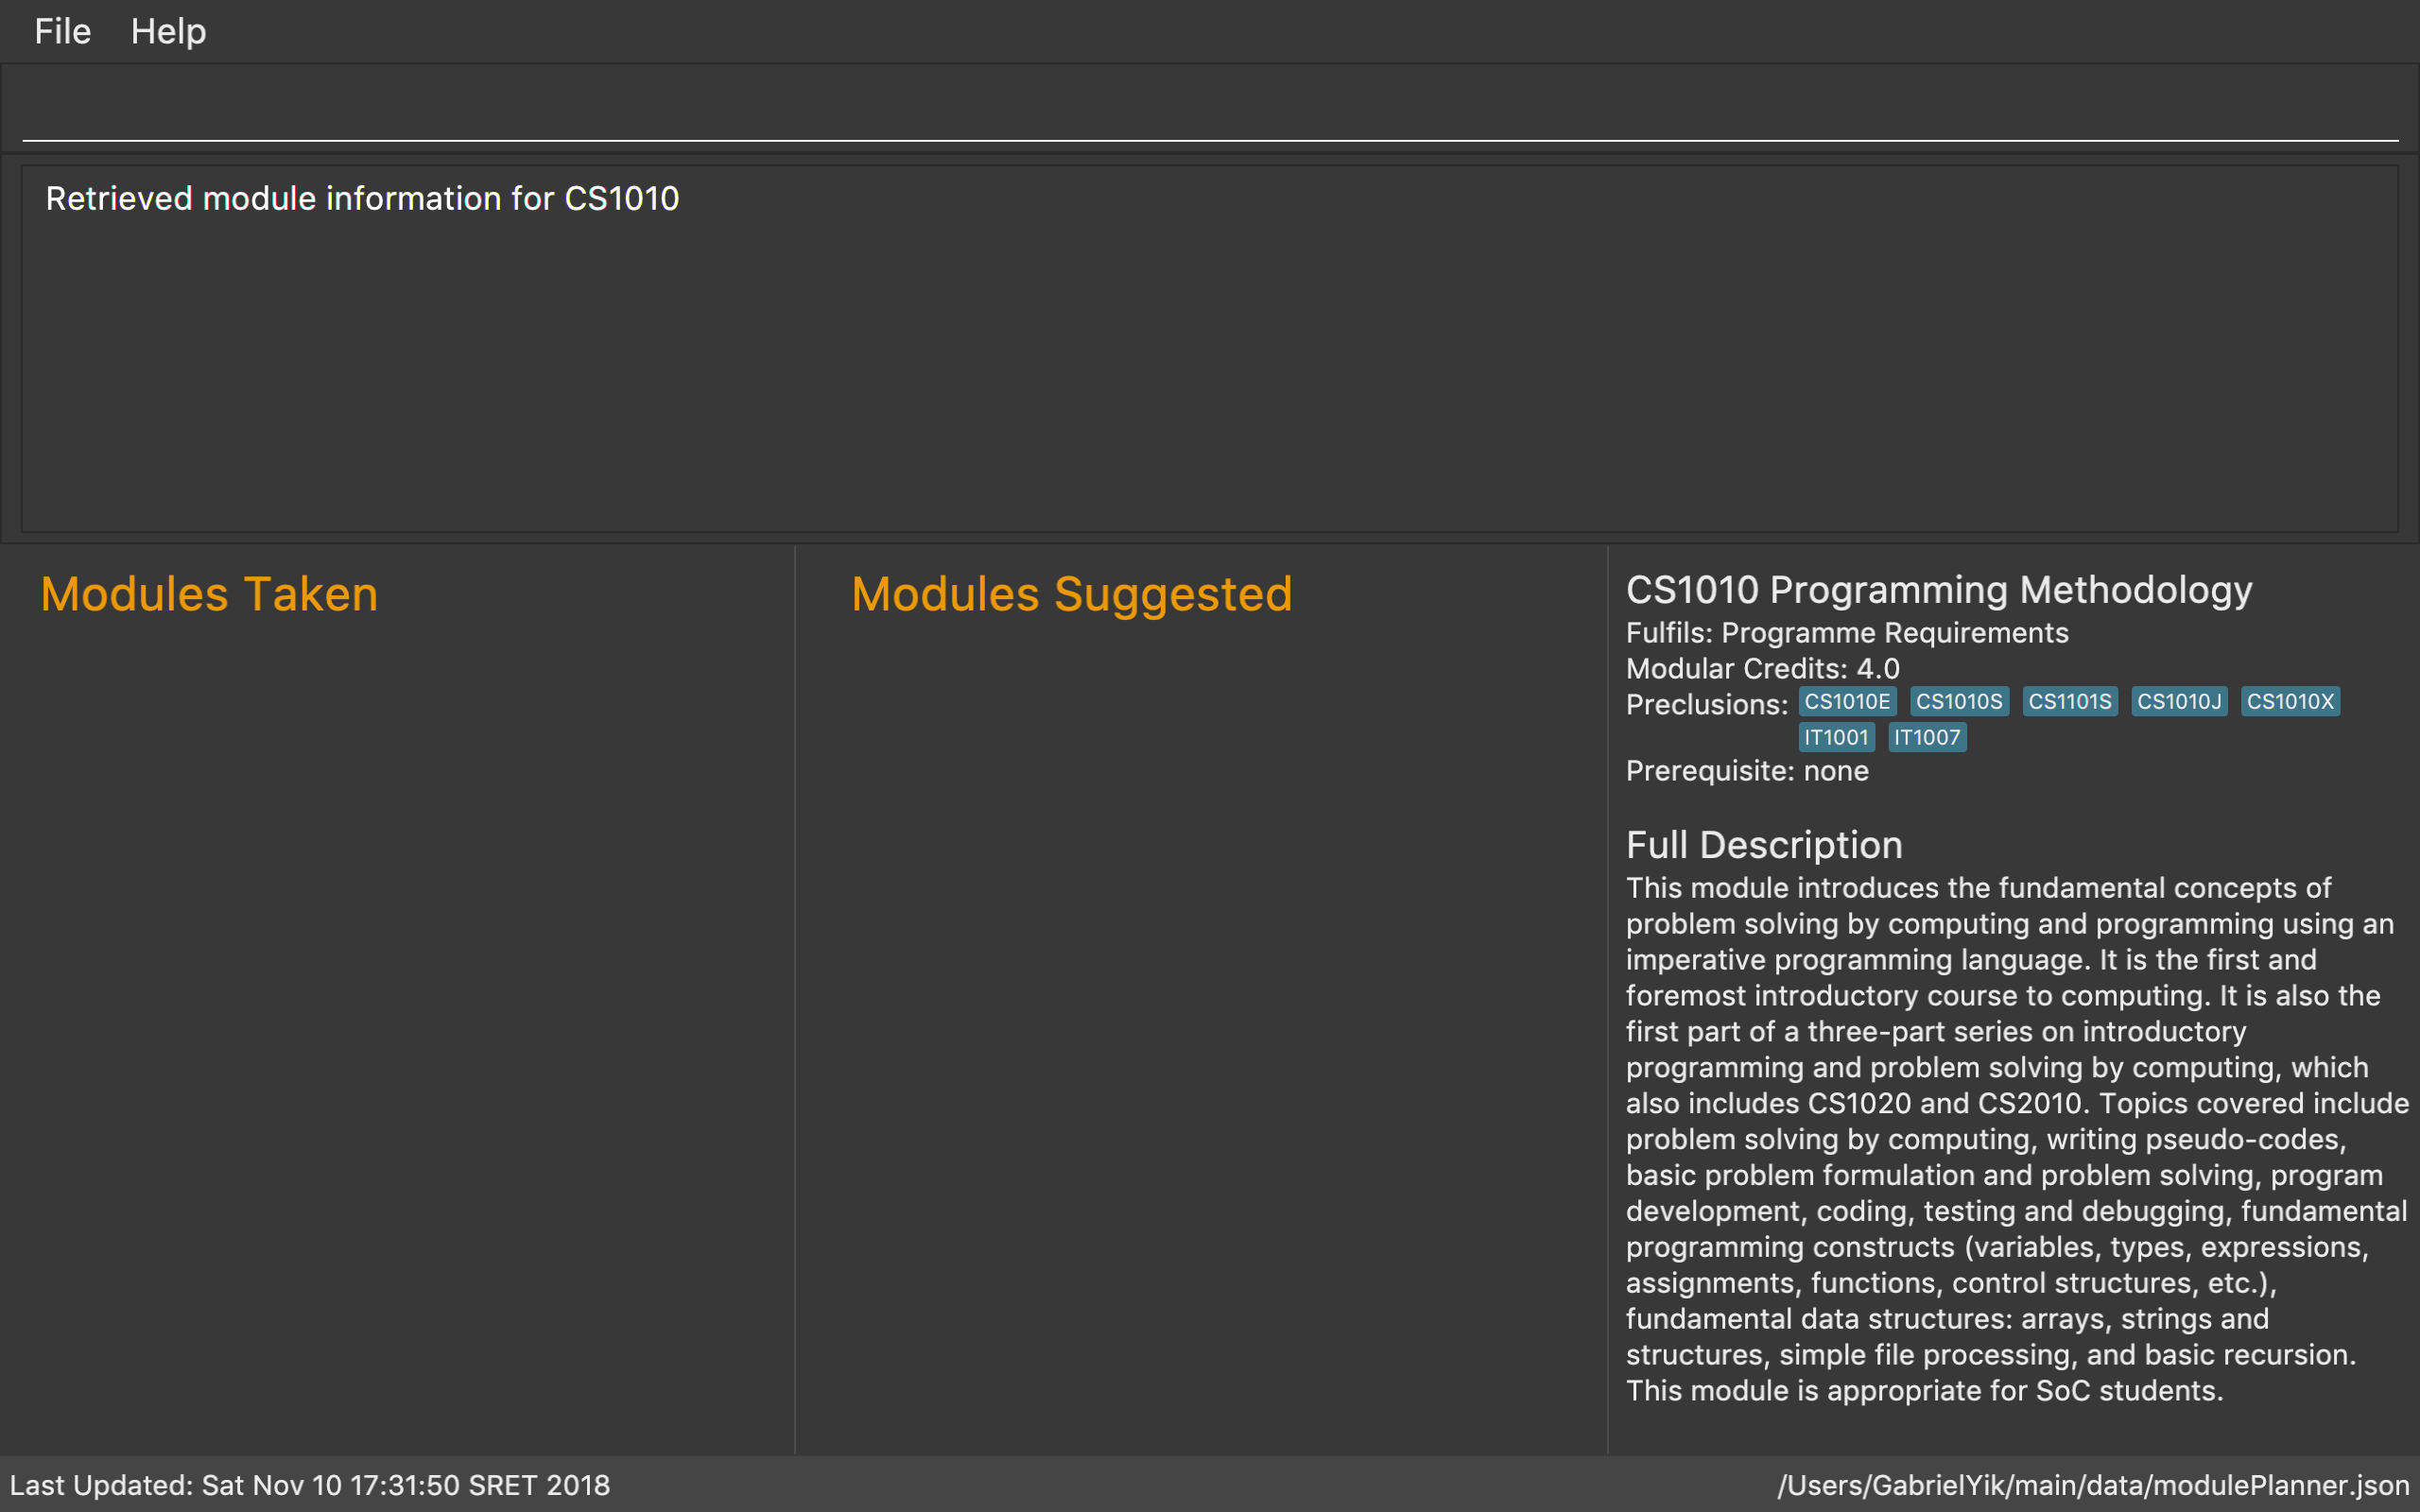 File Help
Retrieved module information for CS1010
Modules Taken
Modules Suggested
CS1010 Programming Methodology
Fulfils: Programme Requirements
Modular Credits: 4.0
Preclusions: CS1010E CS1010S CS1101S CS1010J CS1010X
IT1001 IT1007
Prerequisite: none
Full Description
This module introduces the fundamental concepts of
problem solving by computing and programming using an
imperative programming language. It is the first and
foremost introductory course to computing. It is also the
first part of a three-part series on introductory
programming and problem solving by computing, which
also includes CS1020 and CS2010. Topics covered include
problem solving by computing, writing pseudo-codes,
basic problem formulation and problem solving, program
development, coding, testing and debugging, fundamental
programming constructs (variables, types, expressions,
assignments, functions, control structures, etc.),
fundamental data structures: arrays, strings and
structures, simple file processing, and basic recursion.
This module is appropriate for SoC students.
Last Updated: Sat Nov 10 17:31:50 SRET 2018
/Users/GabrielYik/main/data/modulePlanner.json